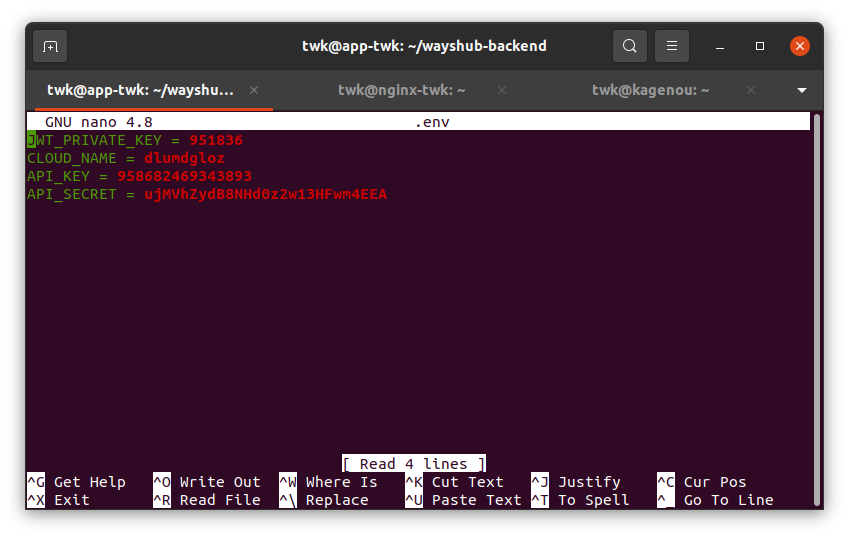 twk@app-twk: ~/wayshub-backend
twk@app-twk: ~/wayshu... twk@nginx-twk: ~ twk@kagenou: ~
GNU nano 4.8 .env
JWT_PRIVATE_KEY = 951836
CLOUD_NAME = dlumdgloz
API_KEY = 958682469343893
API_SECRET = ujMVhZydB8NHd0z2w13HFwm4EEA
[ Read 4 lines ]
^G Get Help ^O Write Out ^W Where Is ^K Cut Text ^J Justify ^C Cur Pos
^X Exit ^R Read File ^\ Replace ^U Paste Text ^T To Spell ^_ Go To Line